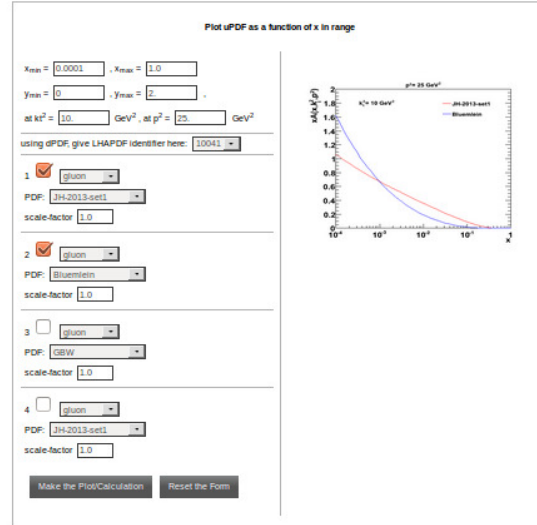 Plot uPDF as a function of x in range
xmin = 0.0001 , xmax = 1.0
ymin = 0 , ymax = 2. ,
at kt² = 10. GeV² , at p² = 25. GeV²
using dPDF, give LHAPDF identifier here: 10041
1 gluon
PDF: JH-2013-set1
scale-factor 1.0
2 gluon
PDF: Bluemlein
scale-factor 1.0
3 gluon
PDF: GBW
scale-factor 1.0
4 gluon
PDF: JH-2013-set1
scale-factor 1.0
Make the Plot/Calculation Reset the Form
p²= 25 GeV²
xA(x,kt²,p²)
kt²= 10 GeV²
JH-2013-set1
Bluemlein
2
1.8
1.6
1.4
1.2
1
0.8
0.6
0.4
0.2
0
10⁻⁴ 10⁻³ 10⁻² 10⁻¹ 1
x